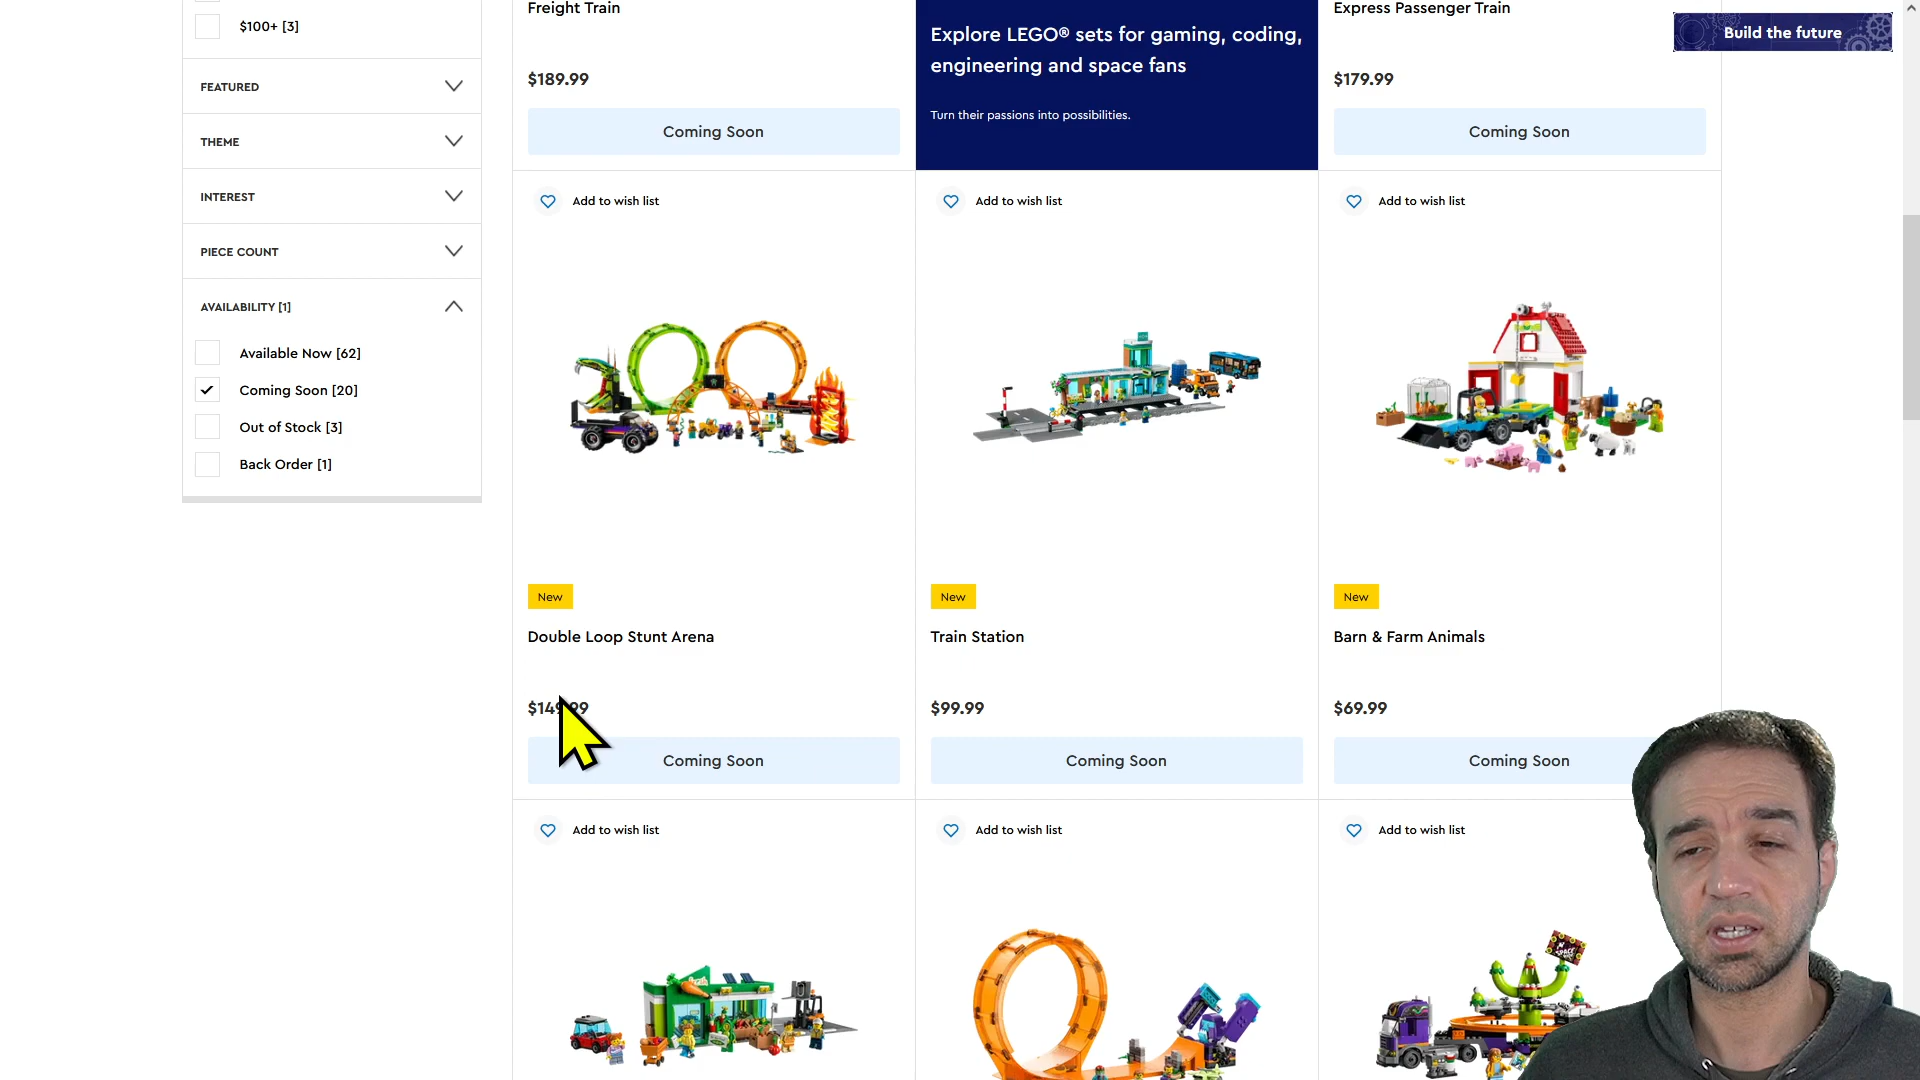 $100+ [3]
FEATURED
THEME
INTEREST
PIECE COUNT
AVAILABILITY [1]
Available Now [62]
Coming Soon [20]
Out of Stock [3]
Back Order [1]
Freight Train
$189.99
Coming Soon
Explore LEGO® sets for gaming, coding,
engineering and space fans
Turn their passions into possibilities.
Express Passenger Train
$179.99
Coming Soon
Build the future
Add to wish list
New
Double Loop Stunt Arena
$149.99
Coming Soon
Add to wish list
New
Train Station
$99.99
Coming Soon
Add to wish list
New
Barn & Farm Animals
$69.99
Coming Soon
Add to wish list
Add to wish list
Add to wish list